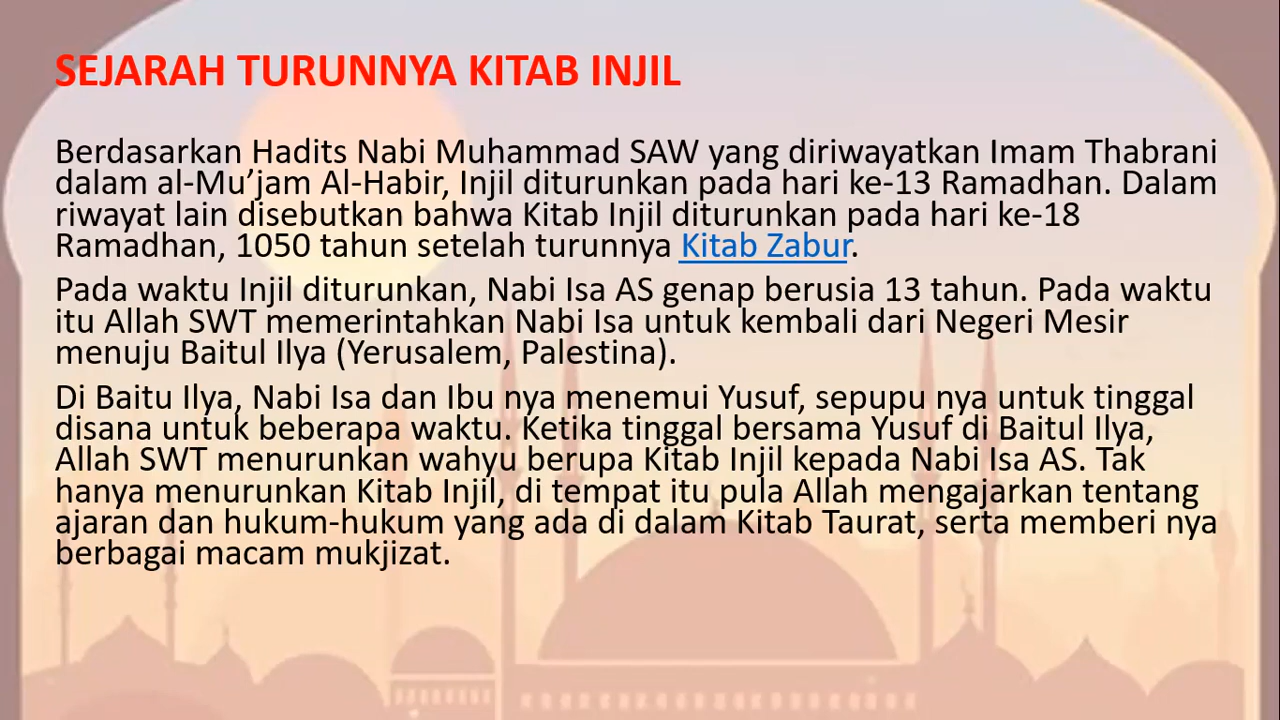 SEJARAH TURUNNYA KITAB INJIL
Berdasarkan Hadits Nabi Muhammad SAW yang diriwayatkan Imam Thabrani
dalam al-Mu’jam Al-Habir, Injil diturunkan pada hari ke-13 Ramadhan. Dalam
riwayat lain disebutkan bahwa Kitab Injil diturunkan pada hari ke-18
Ramadhan, 1050 tahun setelah turunnya Kitab Zabur.
Pada waktu Injil diturunkan, Nabi Isa AS genap berusia 13 tahun. Pada waktu
itu Allah SWT memerintahkan Nabi Isa untuk kembali dari Negeri Mesir
menuju Baitul Ilya (Yerusalem, Palestina).
Di Baitu Ilya, Nabi Isa dan Ibu nya menemui Yusuf, sepupu nya untuk tinggal
disana untuk beberapa waktu. Ketika tinggal bersama Yusuf di Baitul Ilya,
Allah SWT menurunkan wahyu berupa Kitab Injil kepada Nabi Isa AS. Tak
hanya menurunkan Kitab Injil, di tempat itu pula Allah mengajarkan tentang
ajaran dan hukum-hukum yang ada di dalam Kitab Taurat, serta memberi nya
berbagai macam mukjizat.